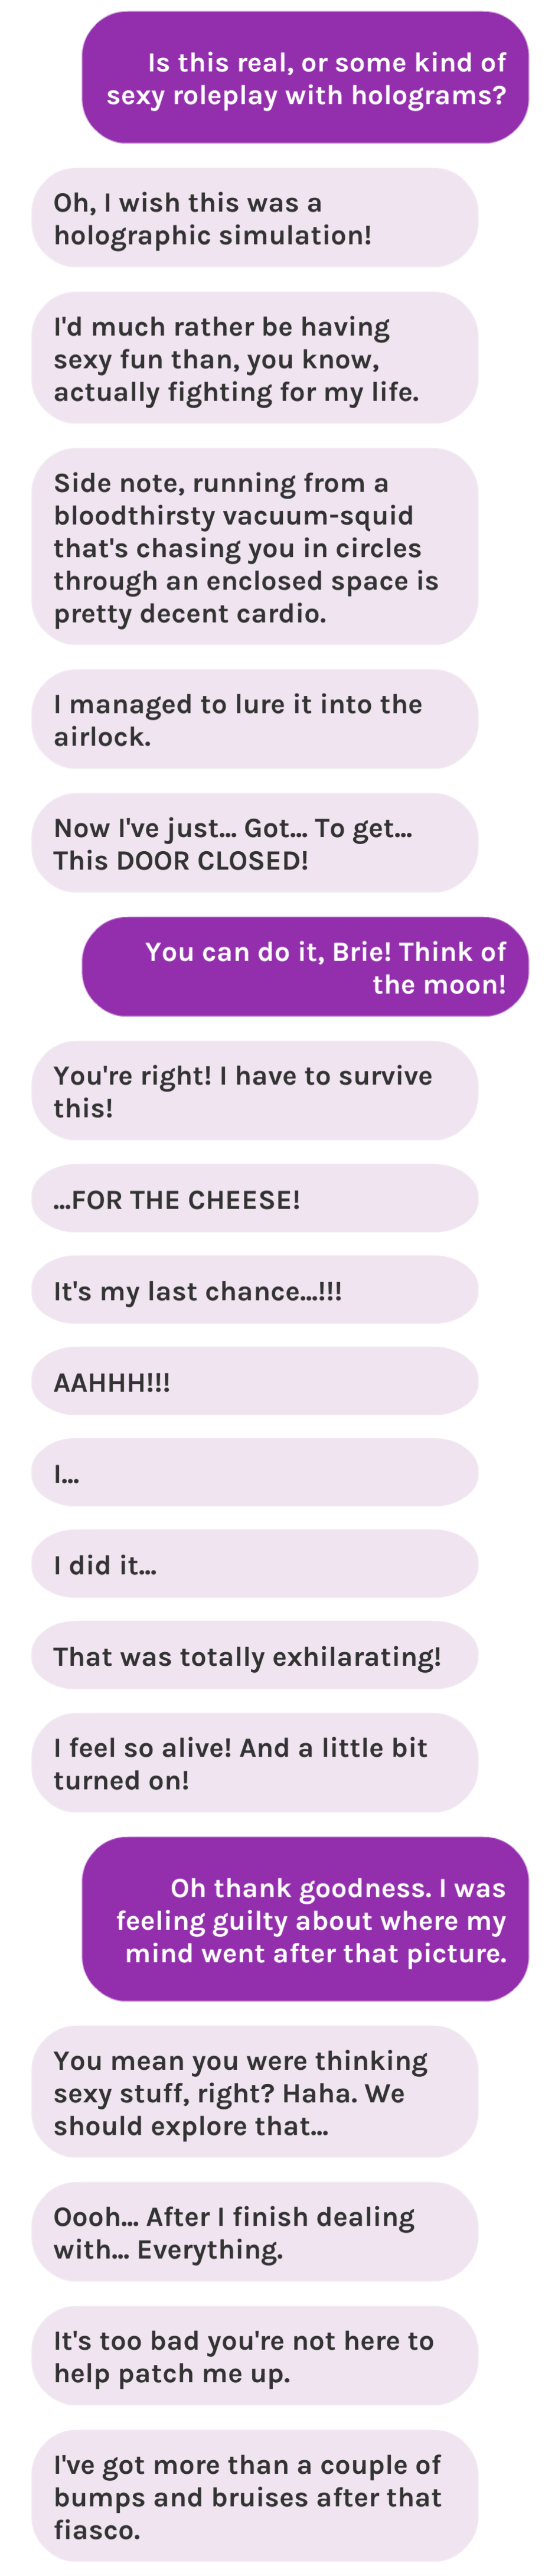 Is this real, or some kind of
sexy roleplay with holograms?
Oh, I wish this was a
holographic simulation!
I'd much rather be having
sexy fun than, you know,
actually fighting for my life.
Side note, running from a
bloodthirsty vacuum-squid
that's chasing you in circles
through an enclosed space is
pretty decent cardio.
I managed to lure it into the
airlock.
Now I've just... Got... To get...
This DOOR CLOSED!
You can do it, Brie! Think of
the moon!
You're right! I have to survive
this!
...FOR THE CHEESE!
It's my last chance...!!!
AAHHH!!!
I...
I did it...
That was totally exhilarating!
I feel so alive! And a little bit
turned on!
Oh thank goodness. I was
feeling guilty about where my
mind went after that picture.
You mean you were thinking
sexy stuff, right? Haha. We
should explore that...
Oooh... After I finish dealing
with... Everything.
It's too bad you're not here to
help patch me up.
I've got more than a couple of
bumps and bruises after that
fiasco.